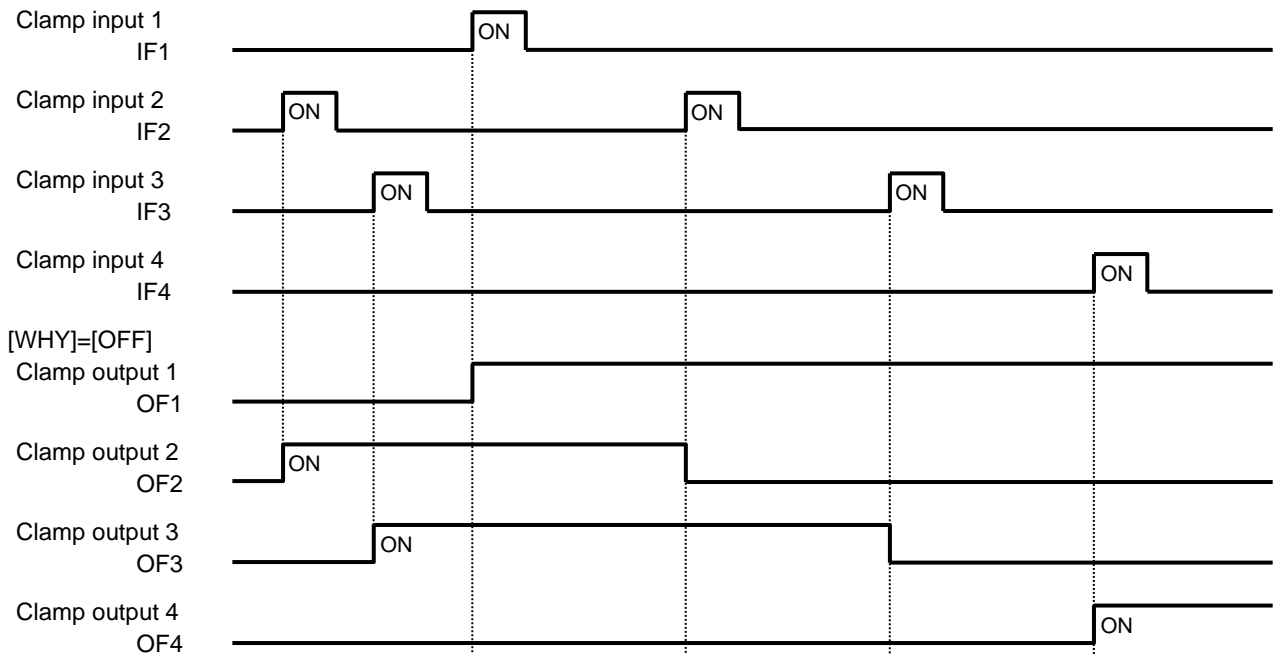 Clamp input 1
ON
IF1
Clamp input 2
ON ON
IF2
Clamp input 3
ON ON
IF3
Clamp input 4
ON
IF4
[WHY]=[OFF]
Clamp output 1
OF1
Clamp output 2
ON
OF2
Clamp output 3
ON
OF3
Clamp output 4
ON
OF4